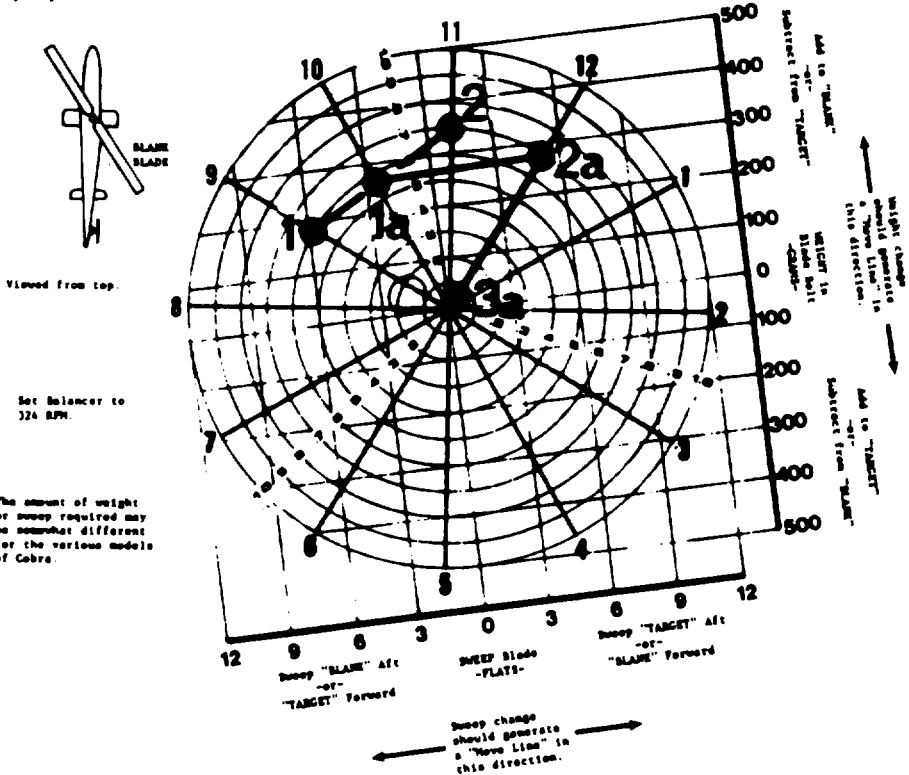 BLANK
BLADE
Viewed from top.
Set Balancer to
324 RPM.
The amount of weight
or sweep required may
be somewhat different
for the various models
of Cobra.
11
12
1
2
3
4
5
6
7
8
9
10
1
1a
2
2a
3a
500
400
300
200
100
0
100
200
300
400
500
Add to "BLANK"
-or-
Subtract from "TARGET"
WEIGHT in
Blade Bolt
-GRAMS-
Add to "TARGET"
-or-
Subtract from "BLANK"
Weight change
should generate
a "Move Line" in
this direction.
12
9
6
3
0
3
6
9
12
Sweep "BLANK" Aft
-or-
"TARGET" Forward
SWEEP Blade
-FLATS-
Sweep "TARGET" Aft
-or-
"BLANK" Forward
Sweep change
should generate
a "Move Line" in
this direction.